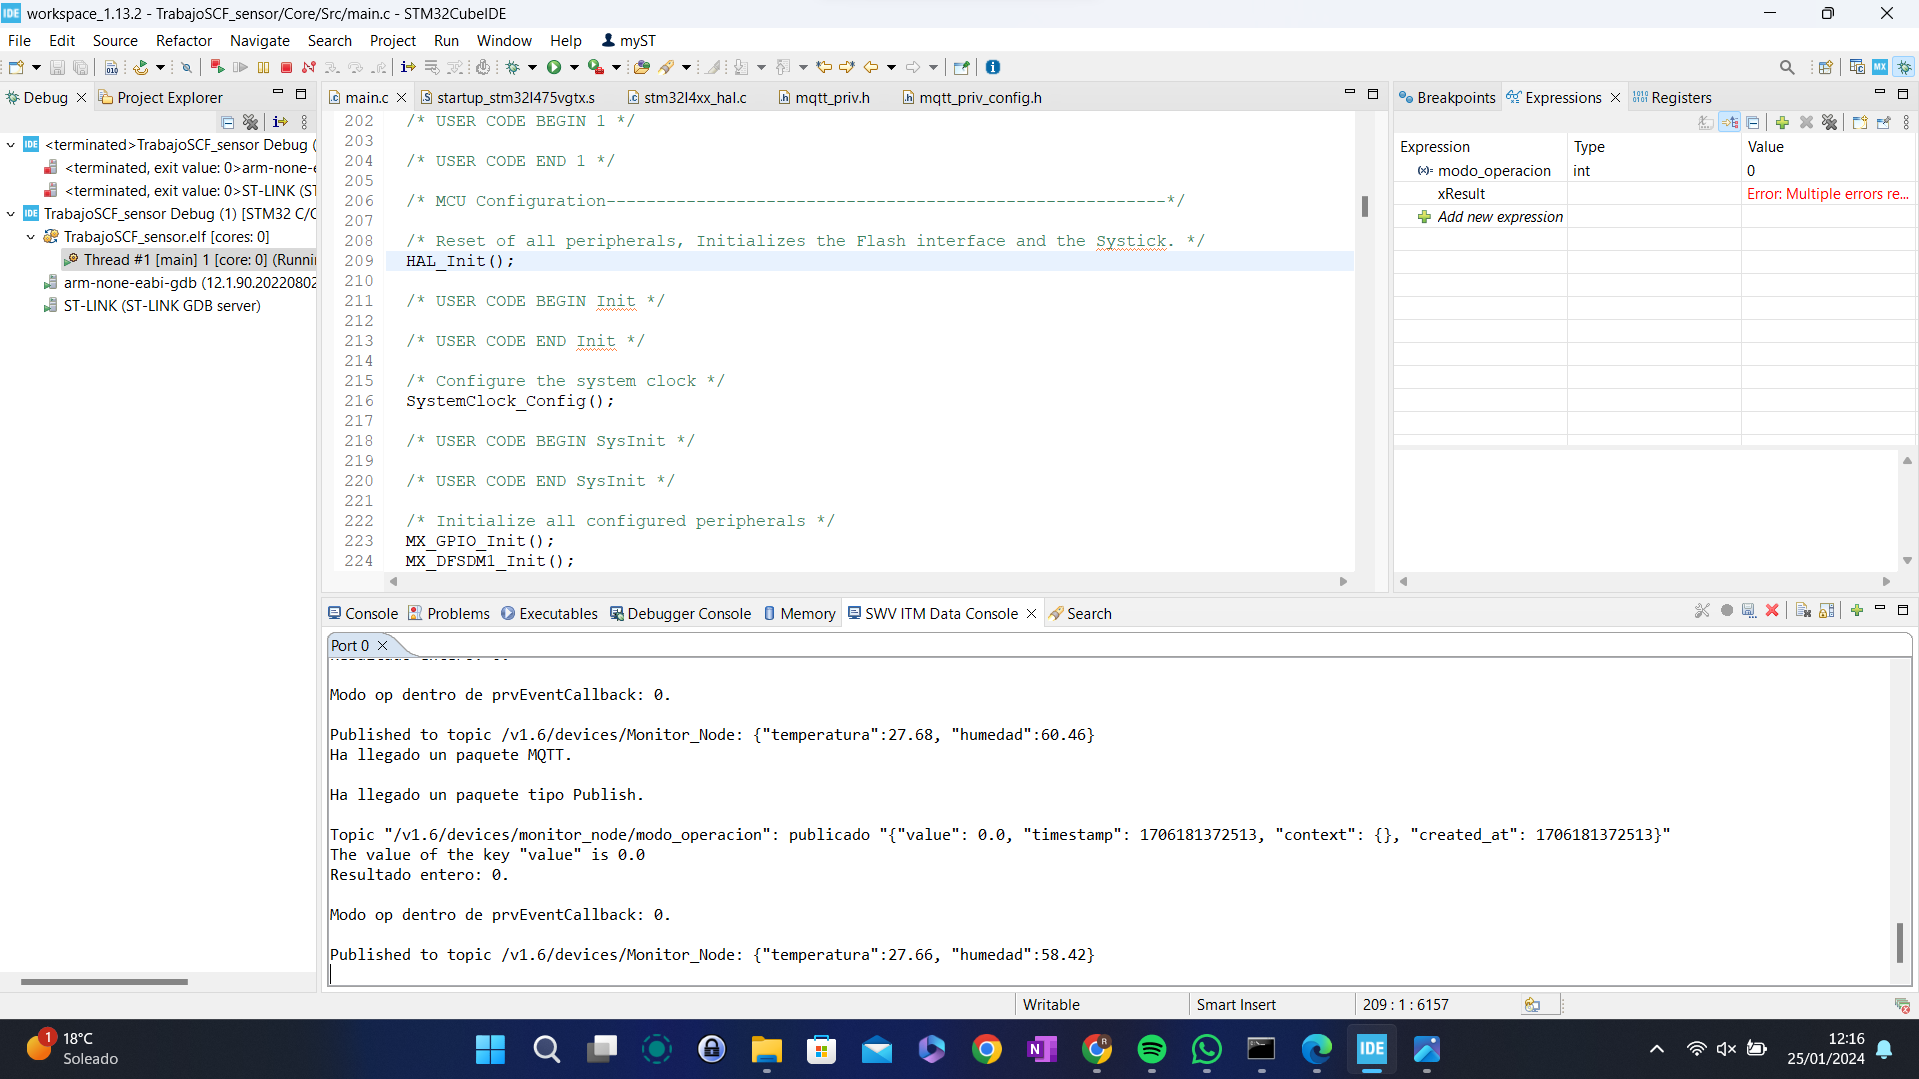 IDE workspace_1.13.2 - TrabajoSCF_sensor/Core/Src/main.c - STM32CubeIDE
File Edit Source Refactor Navigate Search Project Run Window Help myST
Debug Project Explorer
<terminated>TrabajoSCF_sensor Debug (
<terminated, exit value: 0>arm-none-e
<terminated, exit value: 0>ST-LINK (ST
TrabajoSCF_sensor Debug (1) [STM32 C/C
TrabajoSCF_sensor.elf [cores: 0]
Thread #1 [main] 1 [core: 0] (Runnin
arm-none-eabi-gdb (12.1.90.20220802
ST-LINK (ST-LINK GDB server)
main.c startup_stm32l475vgtx.s stm32l4xx_hal.c mqtt_priv.h mqtt_priv_config.h
202 /* USER CODE BEGIN 1 */
203
204 /* USER CODE END 1 */
205
206 /* MCU Configuration--------------------------------------------------------*/
207
208 /* Reset of all peripherals, Initializes the Flash interface and the Systick. */
209 HAL_Init();
210
211 /* USER CODE BEGIN Init */
212
213 /* USER CODE END Init */
214
215 /* Configure the system clock */
216 SystemClock_Config();
217
218 /* USER CODE BEGIN SysInit */
219
220 /* USER CODE END SysInit */
221
222 /* Initialize all configured peripherals */
223 MX_GPIO_Init();
224 MX_DFSDM1_Init();
Breakpoints Expressions Registers
Expression Type Value
modo_operacion int 0
xResult Error: Multiple errors re...
Add new expression
Console Problems Executables Debugger Console Memory SWV ITM Data Console Search
Port 0
Modo op dentro de prvEventCallback: 0.
Published to topic /v1.6/devices/Monitor_Node: {"temperatura":27.68, "humedad":60.46}
Ha llegado un paquete MQTT.
Ha llegado un paquete tipo Publish.
Topic "/v1.6/devices/monitor_node/modo_operacion": publicado "{"value": 0.0, "timestamp": 1706181372513, "context": {}, "created_at": 1706181372513}"
The value of the key "value" is 0.0
Resultado entero: 0.
Modo op dentro de prvEventCallback: 0.
Published to topic /v1.6/devices/Monitor_Node: {"temperatura":27.66, "humedad":58.42}
Writable Smart Insert 209 : 1 : 6157
1 18°C
Soleado
IDE
12:16
25/01/2024